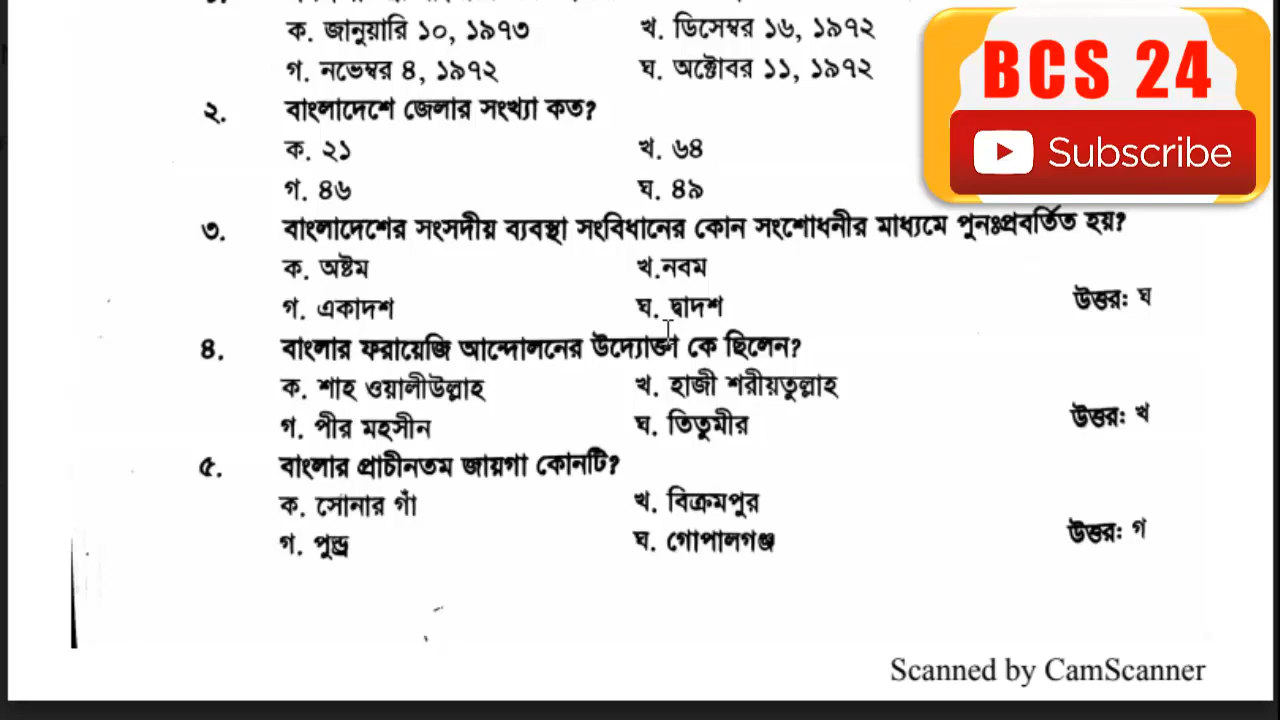 ক. জানুয়ারি ১০, ১৯৭৩ খ. ডিসেম্বর ১৬, ১৯৭২
গ. নভেম্বর ৪, ১৯৭২ ঘ. অক্টোবর ১১, ১৯৭২
২. বাংলাদেশে জেলার সংখ্যা কত?
ক. ২১ খ. ৬৪
গ. ৪৬ ঘ. ৪৯
৩. বাংলাদেশের সংসদীয় ব্যবস্থা সংবিধানের কোন সংশোধনীর মাধ্যমে পুনঃপ্রবর্তিত হয়?
ক. অষ্টম খ.নবম
গ. একাদশ ঘ. দ্বাদশ উত্তর: ঘ
৪. বাংলার ফরায়েজি আন্দোলনের উদ্যোক্তা কে ছিলেন?
ক. শাহ ওয়ালীউল্লাহ খ. হাজী শরীয়তুল্লাহ
গ. পীর মহসীন ঘ. তিতুমীর উত্তর: খ
৫. বাংলার প্রাচীনতম জায়গা কোনটি?
ক. সোনার গাঁ খ. বিক্রমপুর
গ. পুন্ড্র ঘ. গোপালগঞ্জ উত্তর: গ
Scanned by CamScanner
BCS 24
Subscribe